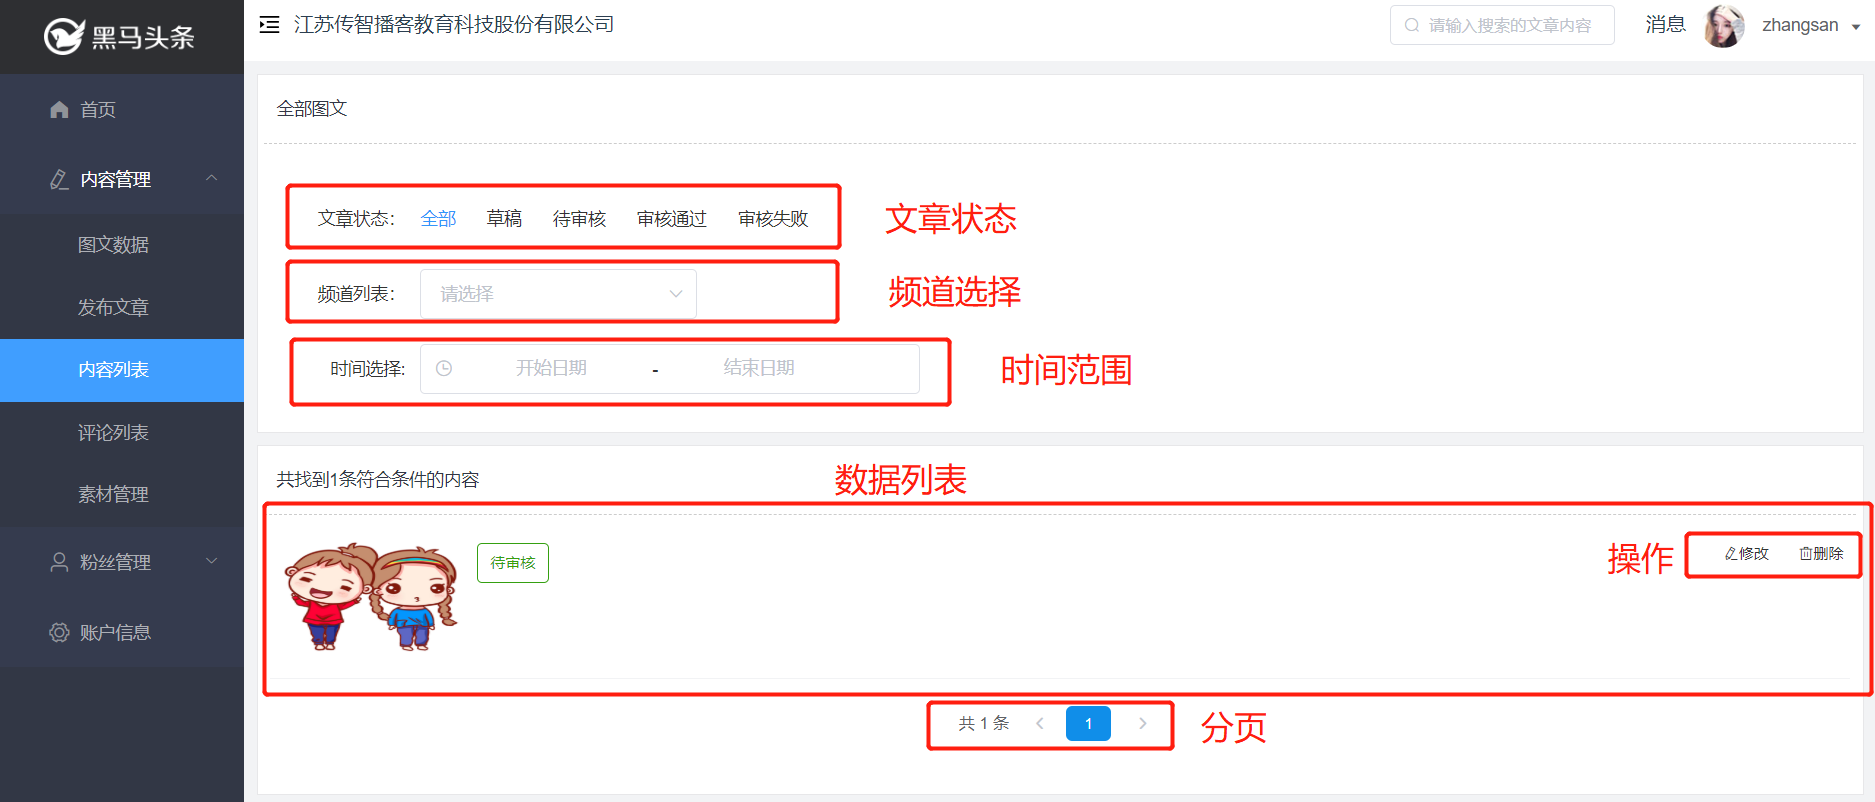 黑马头条
江苏传智播客教育科技股份有限公司
请输入搜索的文章内容
消息
zhangsan
首页
内容管理
图文数据
发布文章
内容列表
评论列表
素材管理
粉丝管理
账户信息
全部图文
文章状态： 全部 草稿 待审核 审核通过 审核失败
文章状态
频道列表： 请选择
频道选择
时间选择: 开始日期 - 结束日期
时间范围
共找到1条符合条件的内容
数据列表
待审核
操作
修改 删除
共 1 条 1
分页